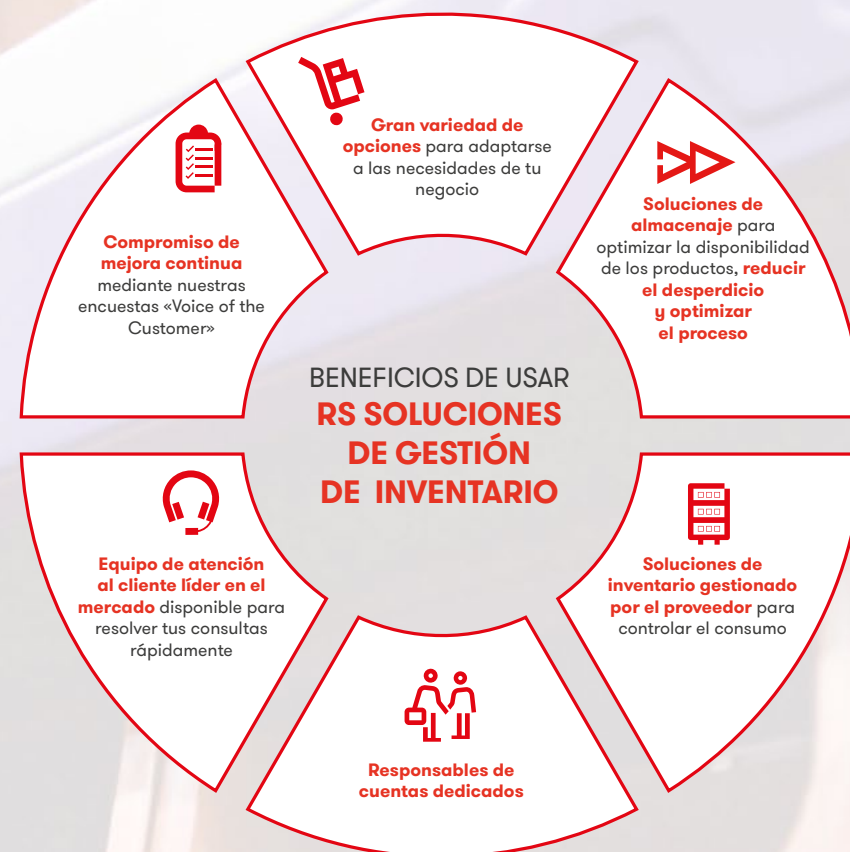 Gran variedad de
opciones para adaptarse
a las necesidades de tu
negocio
Soluciones de
almacenaje para
optimizar la disponibilidad
de los productos, reducir
el desperdicio
y optimizar
el proceso
Compromiso de
mejora continua
mediante nuestras
encuestas «Voice of the
Customer»
BENEFICIOS DE USAR
RS SOLUCIONES
DE GESTIÓN
DE INVENTARIO
Equipo de atención
al cliente líder en el
mercado disponible para
resolver tus consultas
rápidamente
Soluciones de
inventario gestionado
por el proveedor para
controlar el consumo
Responsables de
cuentas dedicados